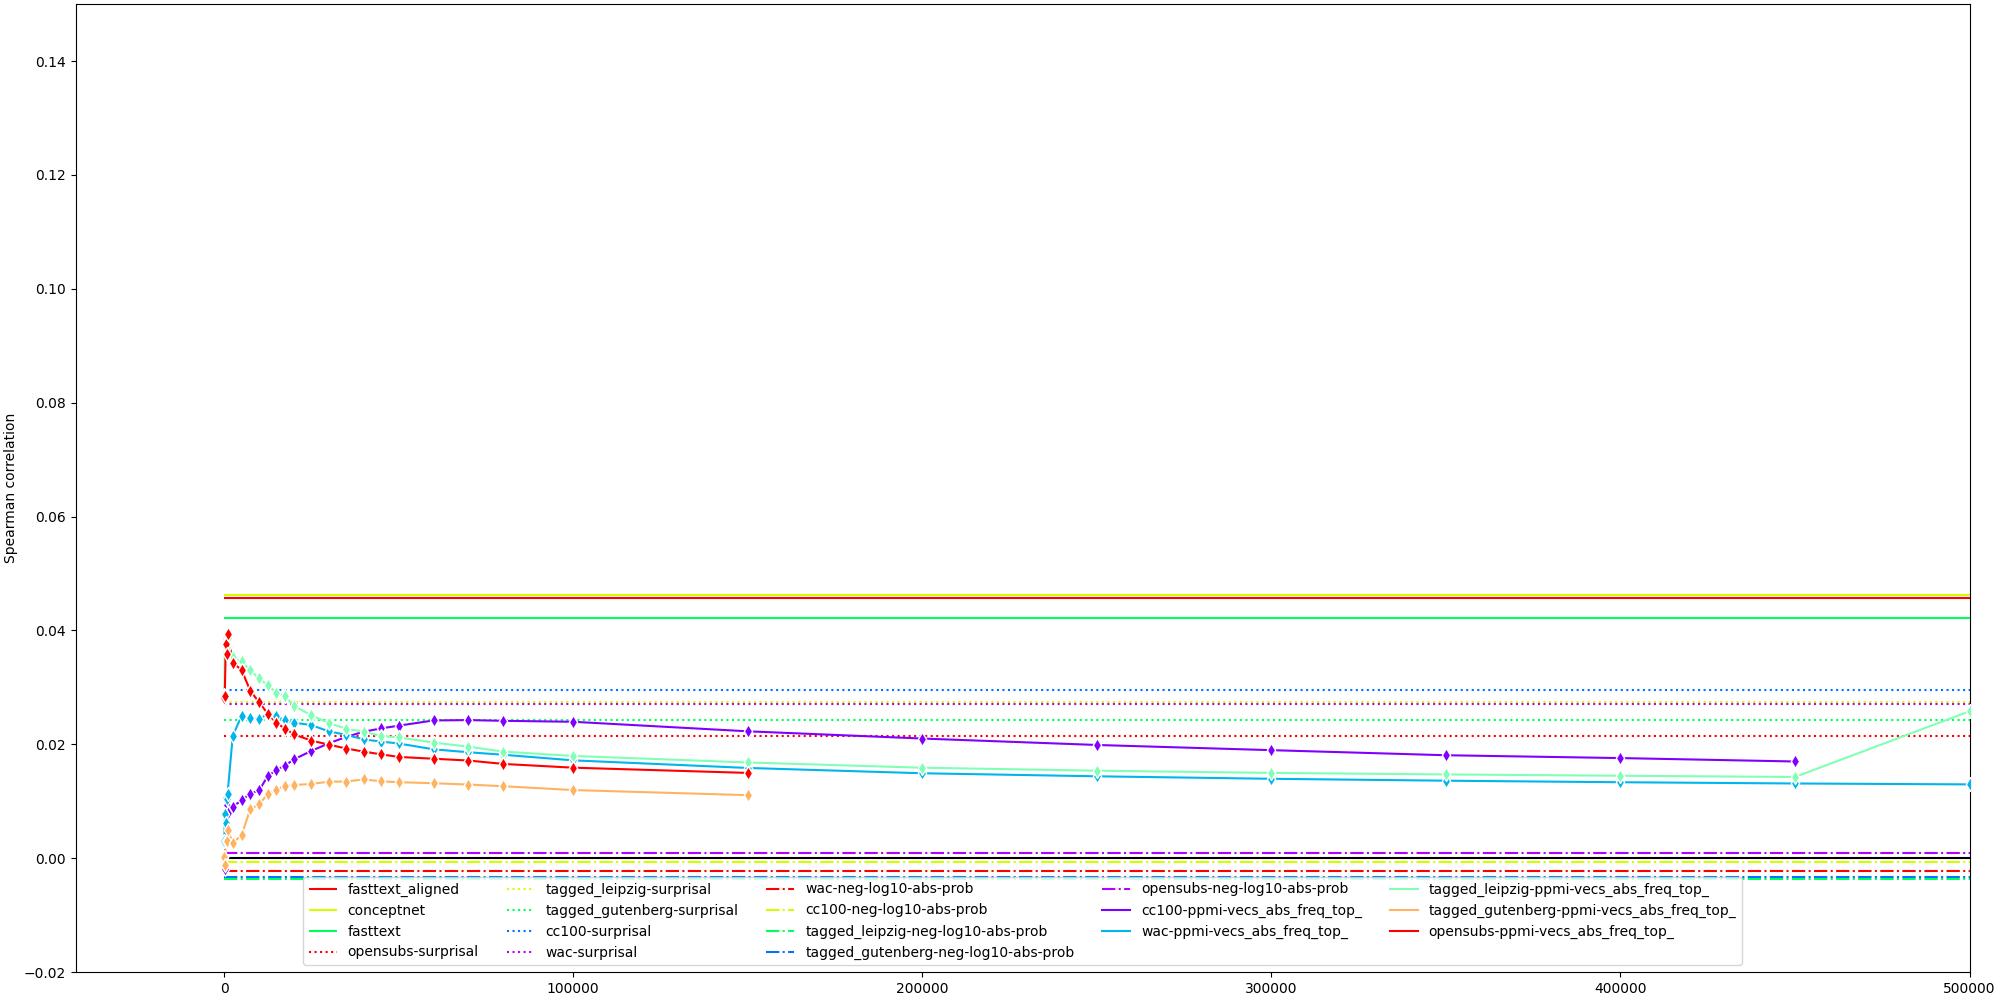 0.14
0.12
0.10
0.08
0.06
0.04
0.02
0.00
−0.02
Spearman correlation
0
100000
200000
300000
400000
500000
fasttext_aligned
conceptnet
fasttext
opensubs-surprisal
tagged_leipzig-surprisal
tagged_gutenberg-surprisal
cc100-surprisal
wac-surprisal
wac-neg-log10-abs-prob
cc100-neg-log10-abs-prob
tagged_leipzig-neg-log10-abs-prob
tagged_gutenberg-neg-log10-abs-prob
opensubs-neg-log10-abs-prob
cc100-ppmi-vecs_abs_freq_top_
wac-ppmi-vecs_abs_freq_top_
tagged_leipzig-ppmi-vecs_abs_freq_top_
tagged_gutenberg-ppmi-vecs_abs_freq_top_
opensubs-ppmi-vecs_abs_freq_top_